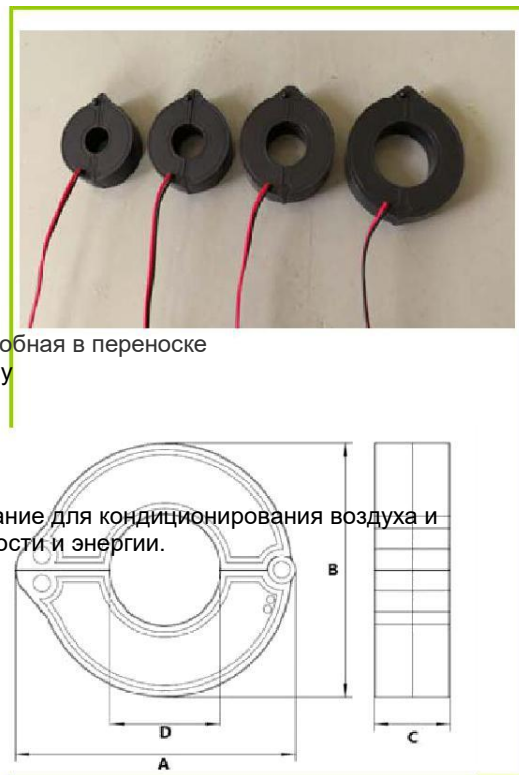 обная в переноске
у
ание для кондиционирования воздуха и
ости и энергии.
B
D
C
A